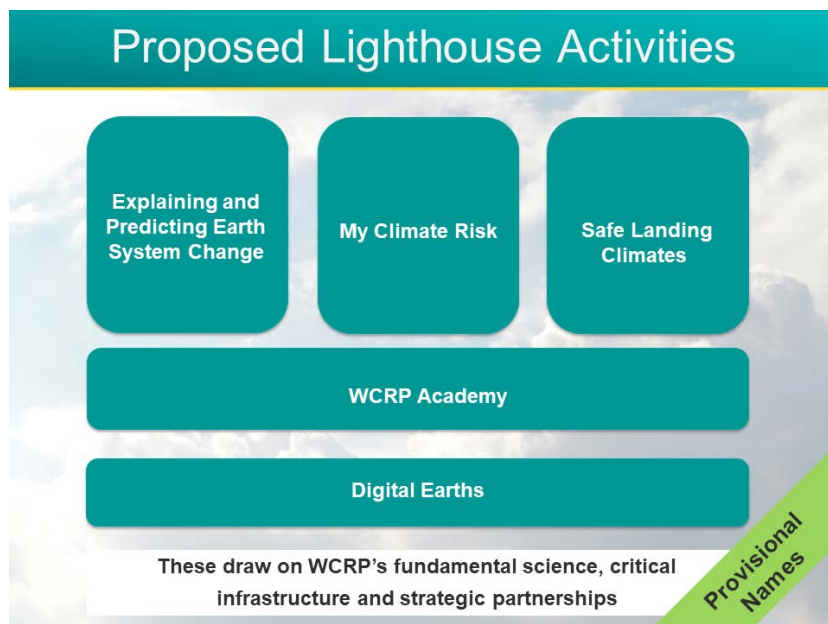 Proposed Lighthouse Activities
Explaining and
Predicting Earth
System Change
My Climate Risk
Safe Landing
Climates
WCRP Academy
Digital Earths
These draw on WCRP's fundamental science, critical
infrastructure and strategic partnerships
Provisional
Names